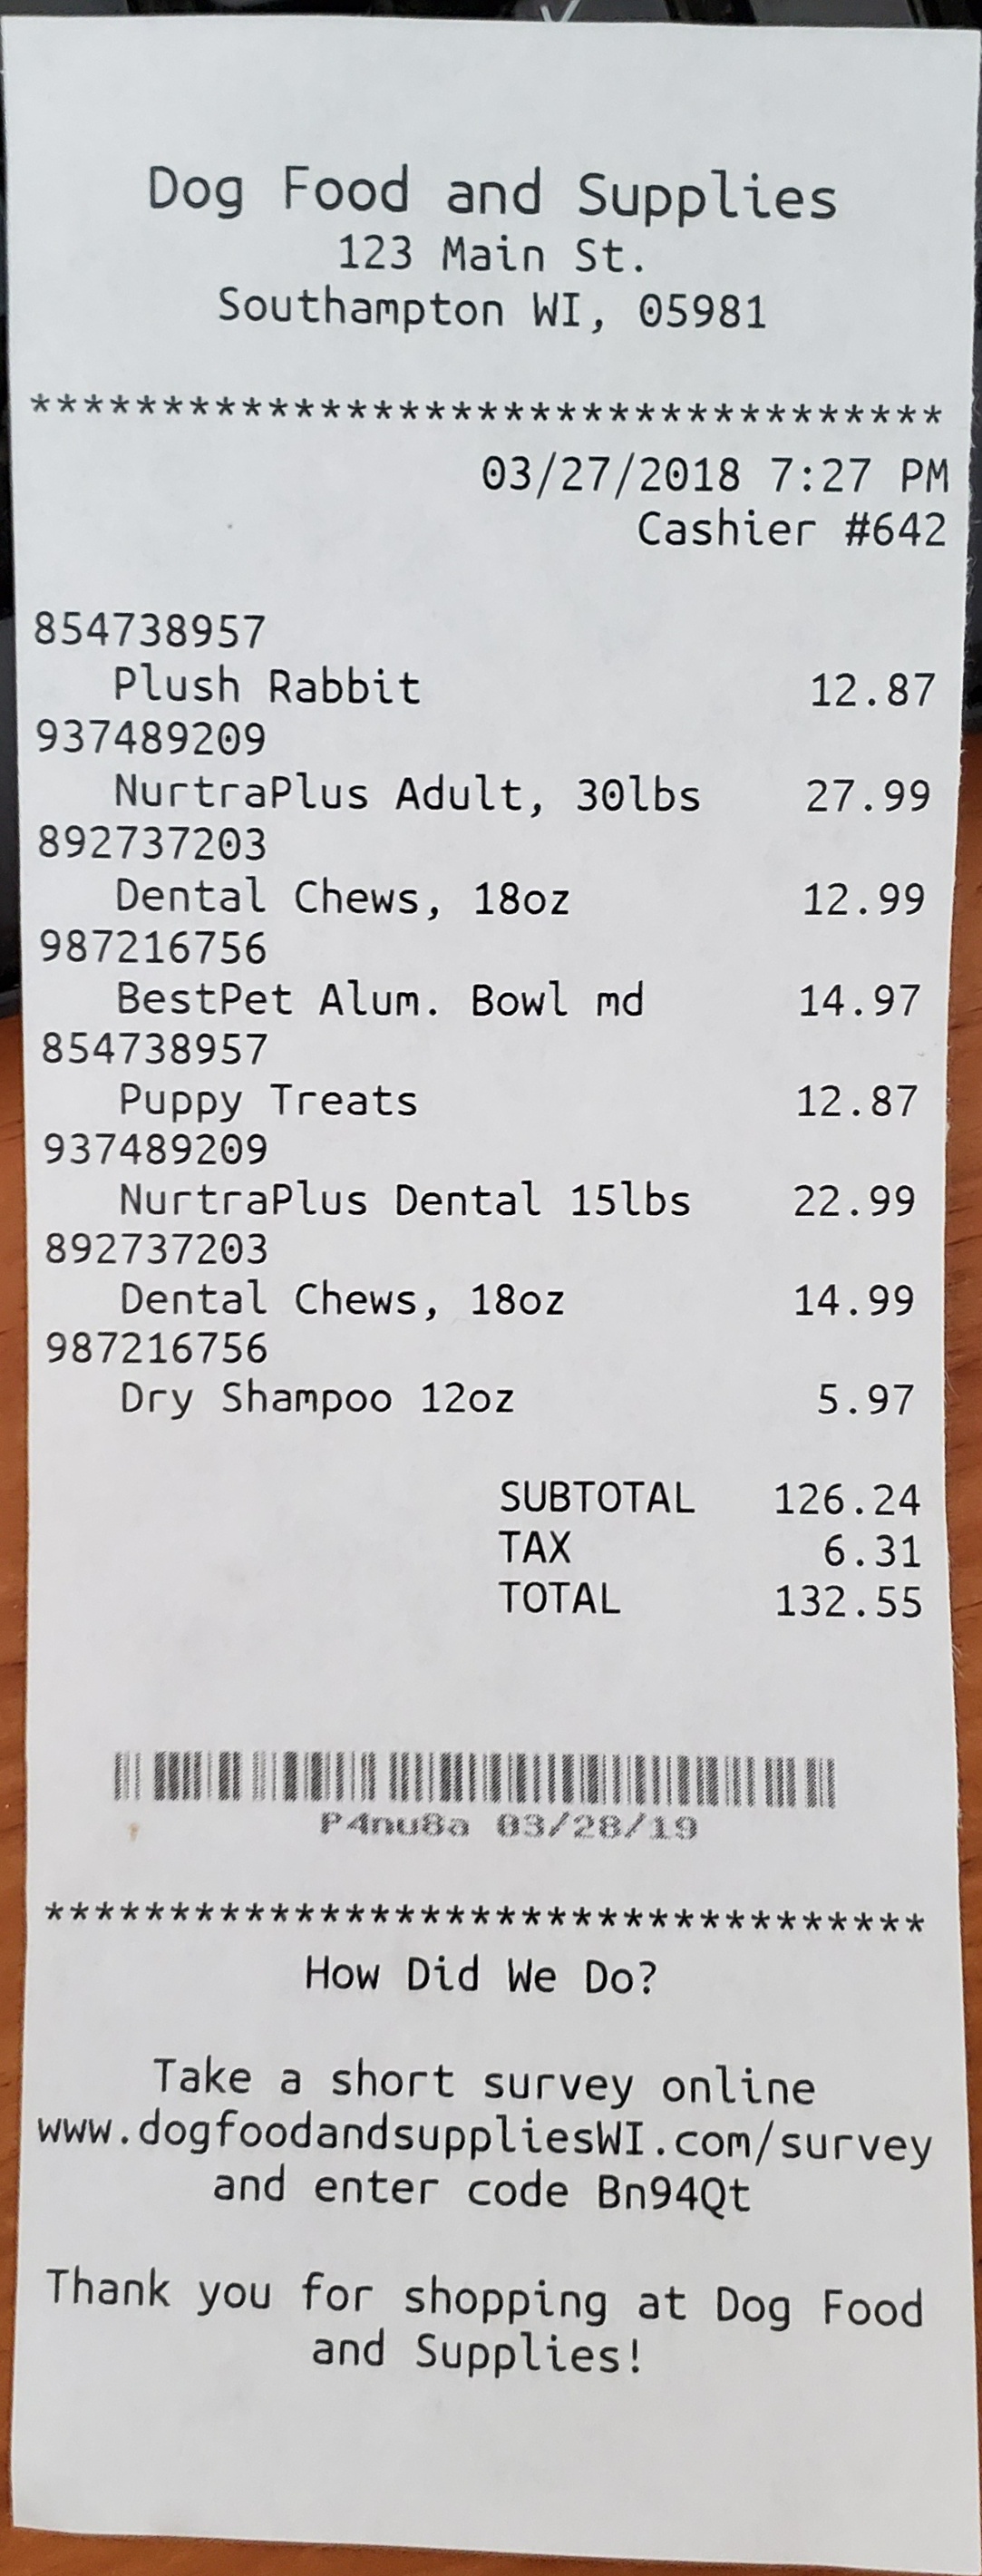 Dog Food and Supplies
123 Main St.
Southampton WI, 05981
***********************************
03/27/2018 7:27 PM
Cashier #642
854738957
Plush Rabbit 12.87
937489209
NurtraPlus Adult, 30lbs 27.99
892737203
Dental Chews, 18oz 12.99
987216756
BestPet Alum. Bowl md 14.97
854738957
Puppy Treats 12.87
937489209
NurtraPlus Dental 15lbs 22.99
892737203
Dental Chews, 18oz 14.99
987216756
Dry Shampoo 12oz 5.97
SUBTOTAL 126.24
TAX 6.31
TOTAL 132.55
P4nu8a 03/28/19
***********************************
How Did We Do?
Take a short survey online
www.dogfoodandsuppliesWI.com/survey
and enter code Bn94Qt
Thank you for shopping at Dog Food
and Supplies!